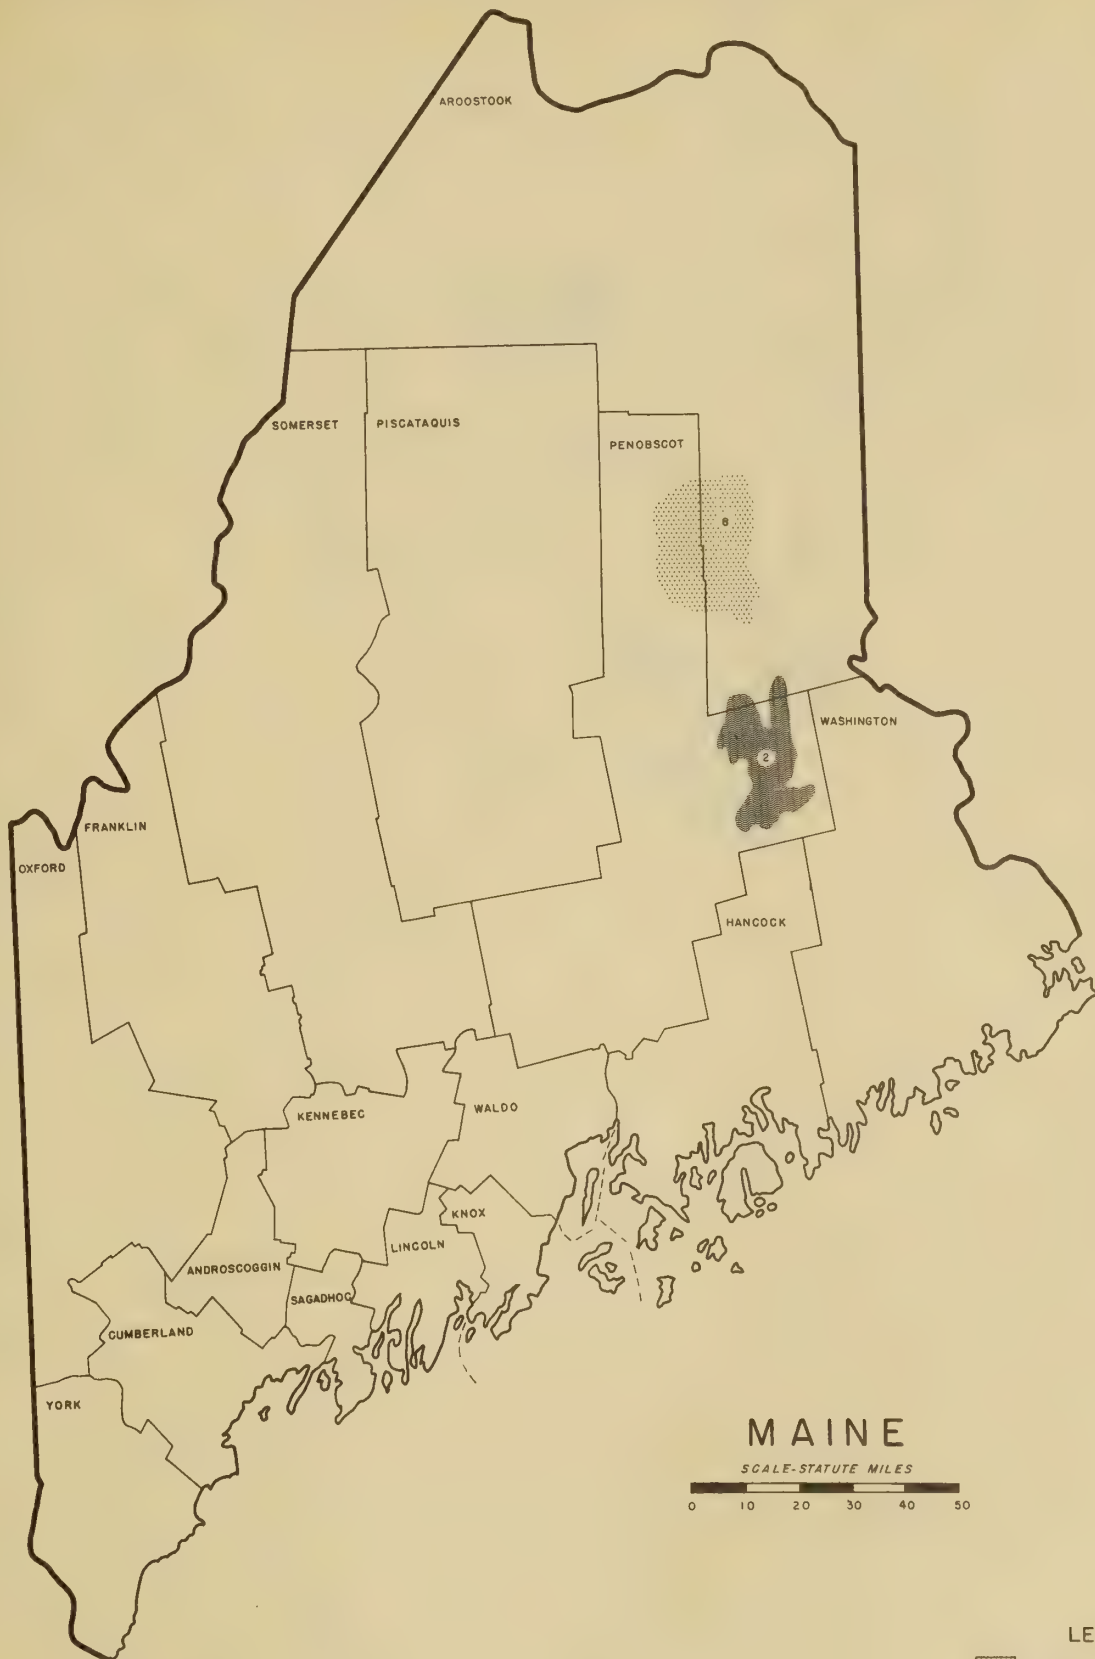 AROOSTOOK
SOMERSET
PISCATAQUIS
PENOBSCOT
8
WASHINGTON
2
FRANKLIN
OXFORD
HANCOCK
KENNEBEC
WALDO
KNOX
LINCOLN
ANDROSCOGGIN
SAGADHOC
CUMBERLAND
YORK
MAINE
SCALE-STATUTE MILES
0 10 20 30 40 50
LE